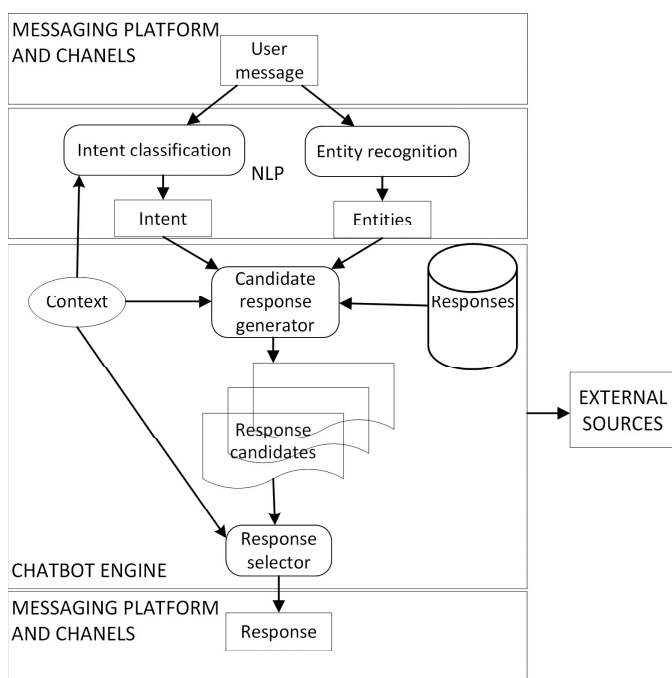 MESSAGING PLATFORM
AND CHANELS
User
message
Intent classification
Entity recognition
NLP
Intent
Entities
Context
Candidate
response
generator
Responses
EXTERNAL
SOURCES
Response
candidates
Response
selector
CHATBOT ENGINE
MESSAGING PLATFORM
AND CHANELS
Response